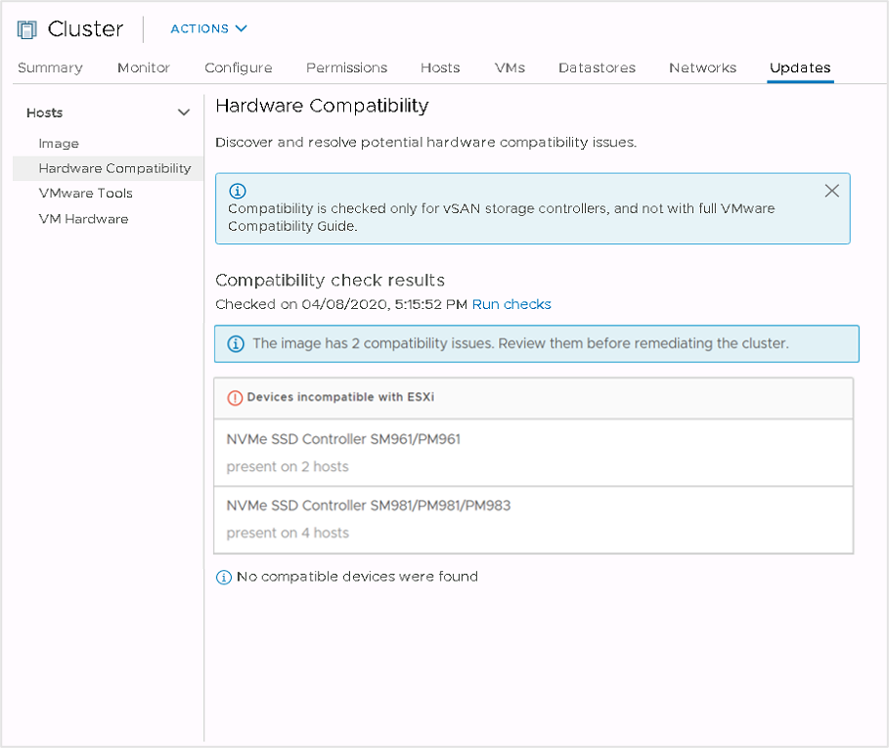 Cluster
ACTIONS
Summary Monitor Configure Permissions Hosts VMs Datastores Networks Updates
Hosts
Image
Hardware Compatibility
VMware Tools
VM Hardware
Hardware Compatibility
Discover and resolve potential hardware compatibility issues.
Compatibility is checked only for vSAN storage controllers, and not with full VMware
Compatibility Guide.
Compatibility check results
Checked on 04/08/2020, 5:15:52 PM Run checks
The image has 2 compatibility issues. Review them before remediating the cluster.
Devices incompatible with ESXi
NVMe SSD Controller SM961/PM961
present on 2 hosts
NVMe SSD Controller SM981/PM981/PM983
present on 4 hosts
No compatible devices were found